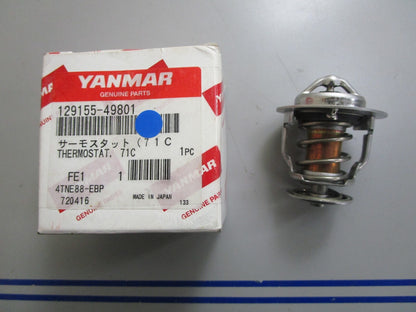 YANMAR
GENUINE PARTS
129155-49801
サーモスタット(71C
THERMOSTAT. 71C 1PC
FE1 1
4TNE88-EBP
720416
MADE IN JAPAN 133